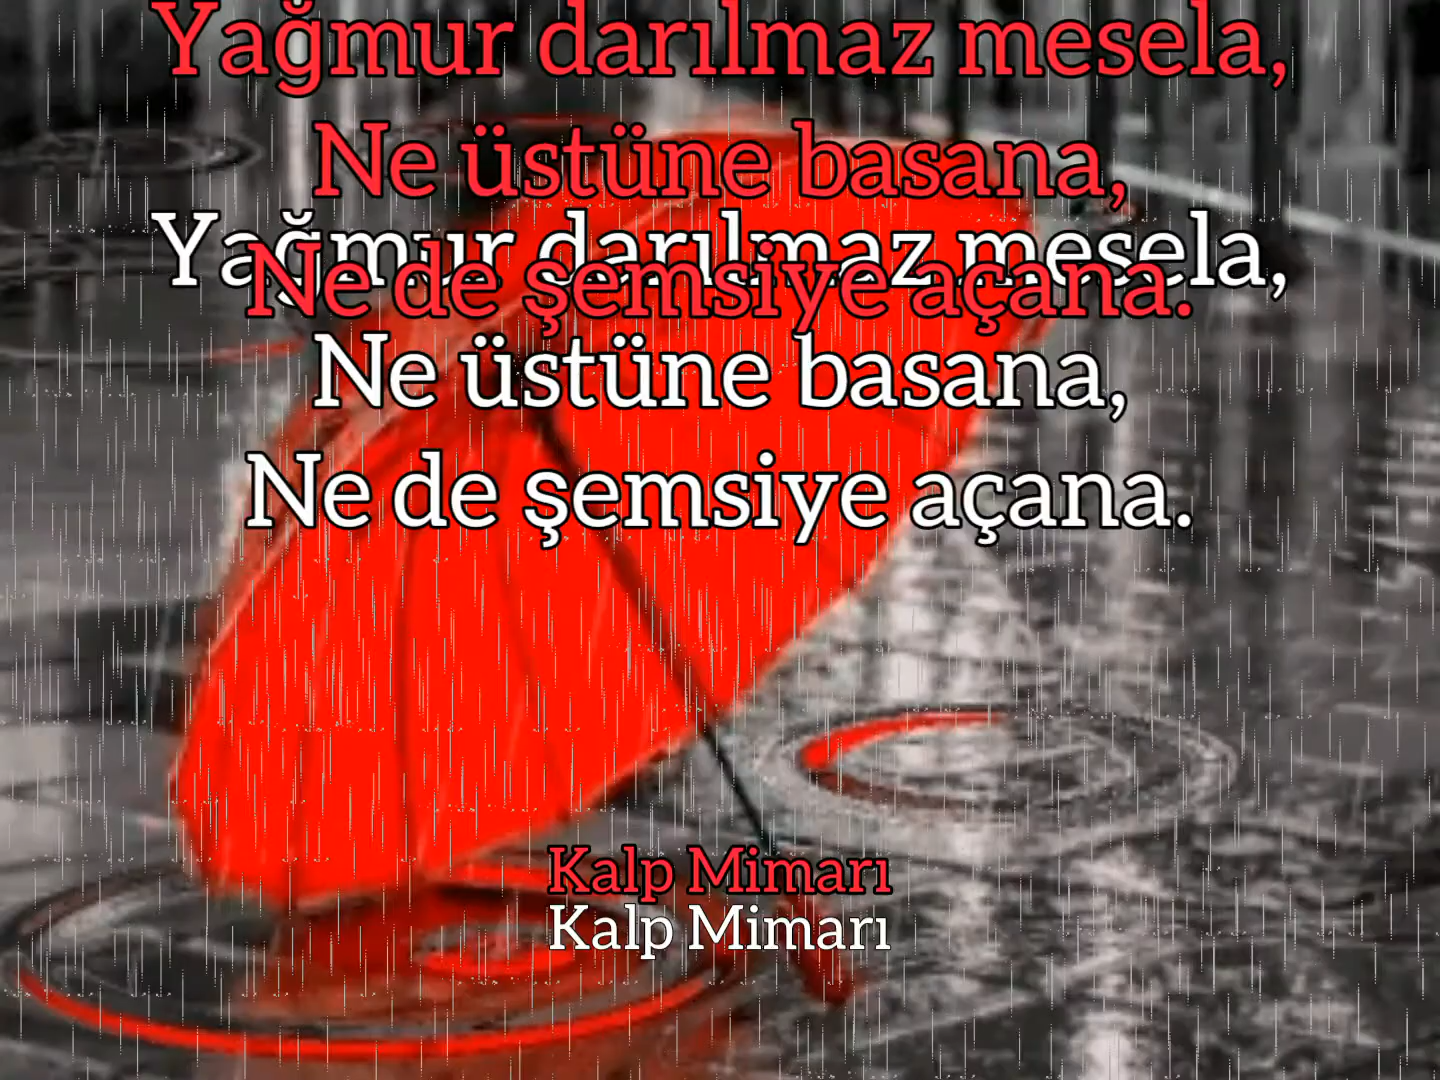 Yağmur darılmaz mesela,
Ne üstüne basana,
Yağmur darılmaz mesela,
Ne de şemsiye açana.
Ne üstüne basana,
Ne de şemsiye açana.
Kalp Mimarı
Kalp Mimarı